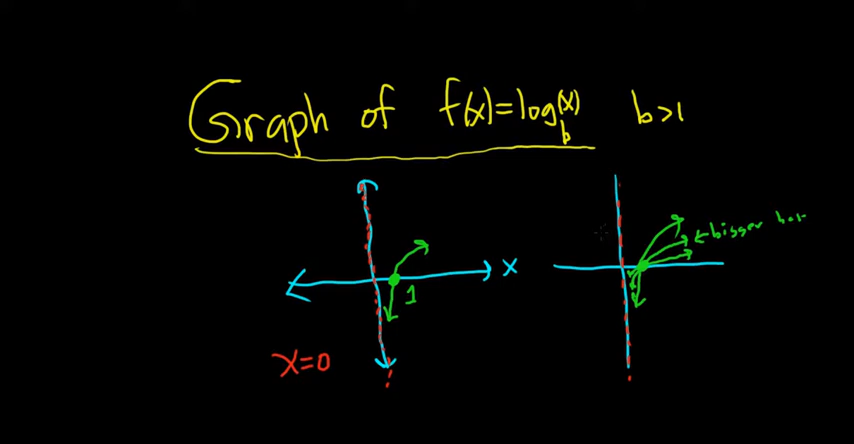 Graph of f(x)=log_b(x) b>1
x
1
x=0
←bigger